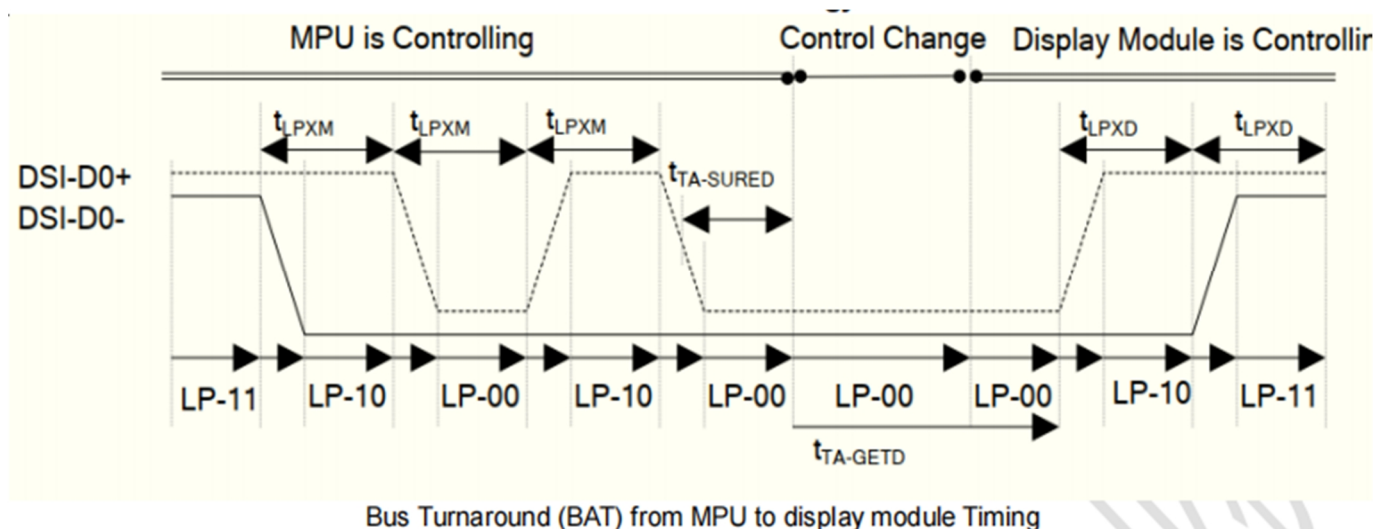 MPU is Controlling
Control Change
Display Module is Controllin
tLPXM
tLPXM
tLPXM
tLPXD
tLPXD
DSI-D0+
tTA-SURED
DSI-D0-
LP-11
LP-10
LP-00
LP-10
LP-00
LP-00
LP-00
LP-10
LP-11
tTA-GETD
Bus Turnaround (BAT) from MPU to display module Timing